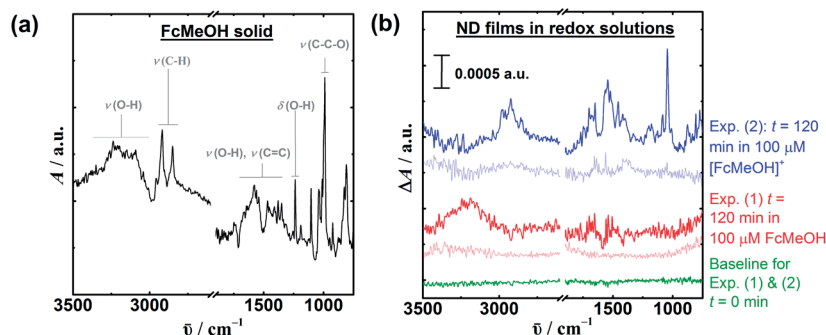 (a)
FcMeOH solid
ν(C-C-O)
ν(C-H)
ν(O-H)
δ(O-H)
ν(O-H), ν(C=C)
A / a.u.
3500
3000
1500
1000
ῡ / cm⁻¹
(b)
ND films in redox solutions
0.0005 a.u.
ΔA / a.u.
Exp. (2): t = 120
min in 100 μM
[FcMeOH]⁺
Exp. (1) t =
120 min in
100 μM FcMeOH
Baseline for
Exp. (1) & (2)
t = 0 min
3500
3000
1500
1000
ῡ / cm⁻¹